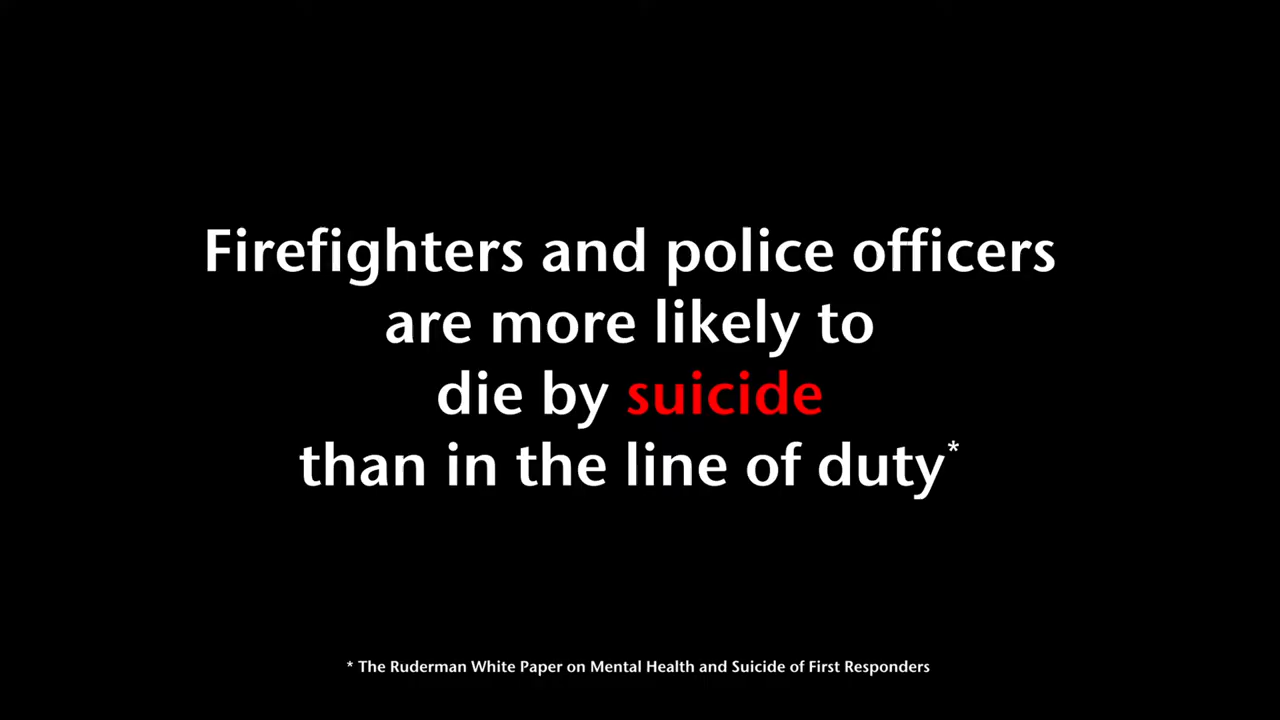 Firefighters and police officers
are more likely to
die by suicide
than in the line of duty*
* The Ruderman White Paper on Mental Health and Suicide of First Responders